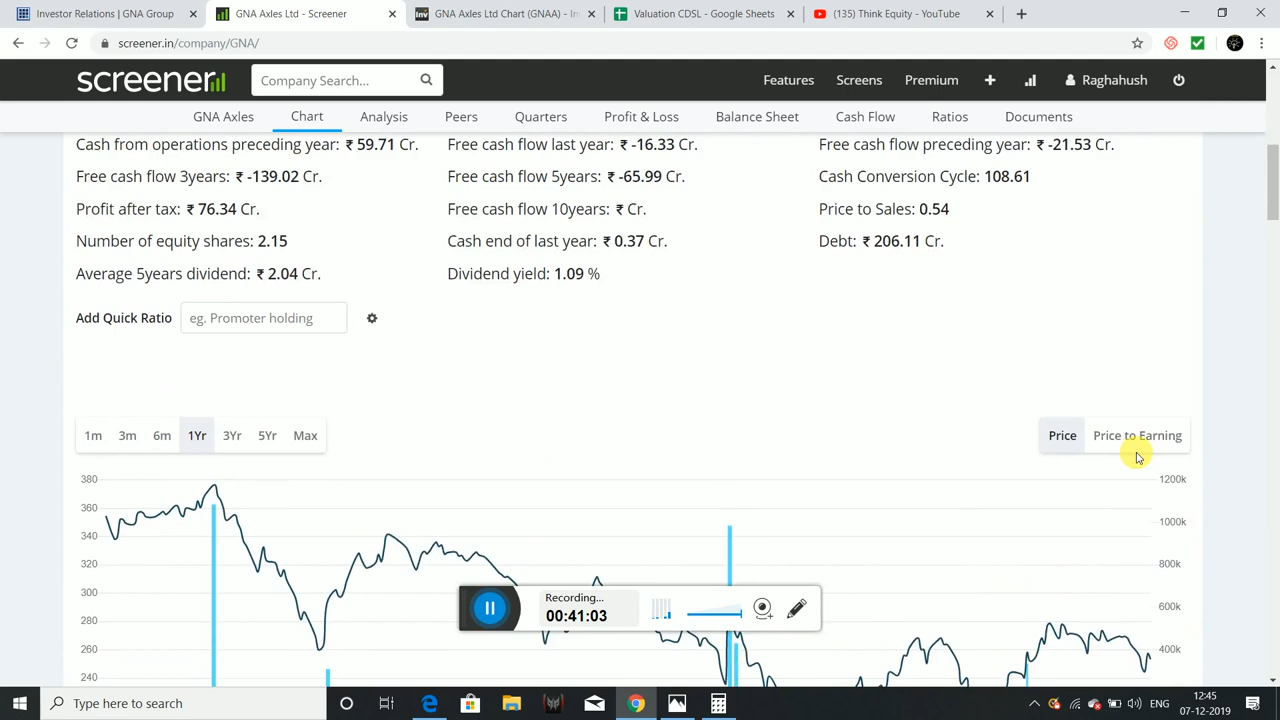 Investor Relations I GNA Group
GNA Axles Ltd - Screener
GNA Axles Ltd Chart (GNAA) - In
Valuation CDSL - Google Sheets
(153) Think Equity - YouTube
screener.in/company/GNA/
screener
Company Search...
Features Screens Premium Raghahush
GNA Axles Chart Analysis Peers Quarters Profit & Loss Balance Sheet Cash Flow Ratios Documents
Cash from operations preceding year: ₹ 59.71 Cr. Free cash flow last year: ₹ -16.33 Cr. Free cash flow preceding year: ₹ -21.53 Cr.
Free cash flow 3years: ₹ -139.02 Cr. Free cash flow 5years: ₹ -65.99 Cr. Cash Conversion Cycle: 108.61
Profit after tax: ₹ 76.34 Cr. Free cash flow 10years: ₹ Cr. Price to Sales: 0.54
Number of equity shares: 2.15 Cash end of last year: ₹ 0.37 Cr. Debt: ₹ 206.11 Cr.
Average 5years dividend: ₹ 2.04 Cr. Dividend yield: 1.09 %
Add Quick Ratio eg. Promoter holding
1m 3m 6m 1Yr 3Yr 5Yr Max Price Price to Earning
380 1200k
360 1000k
340 800k
320 600k
300 400k
280
260
240
Recording...
00:41:03
Type here to search
ENG
12:45
07-12-2019